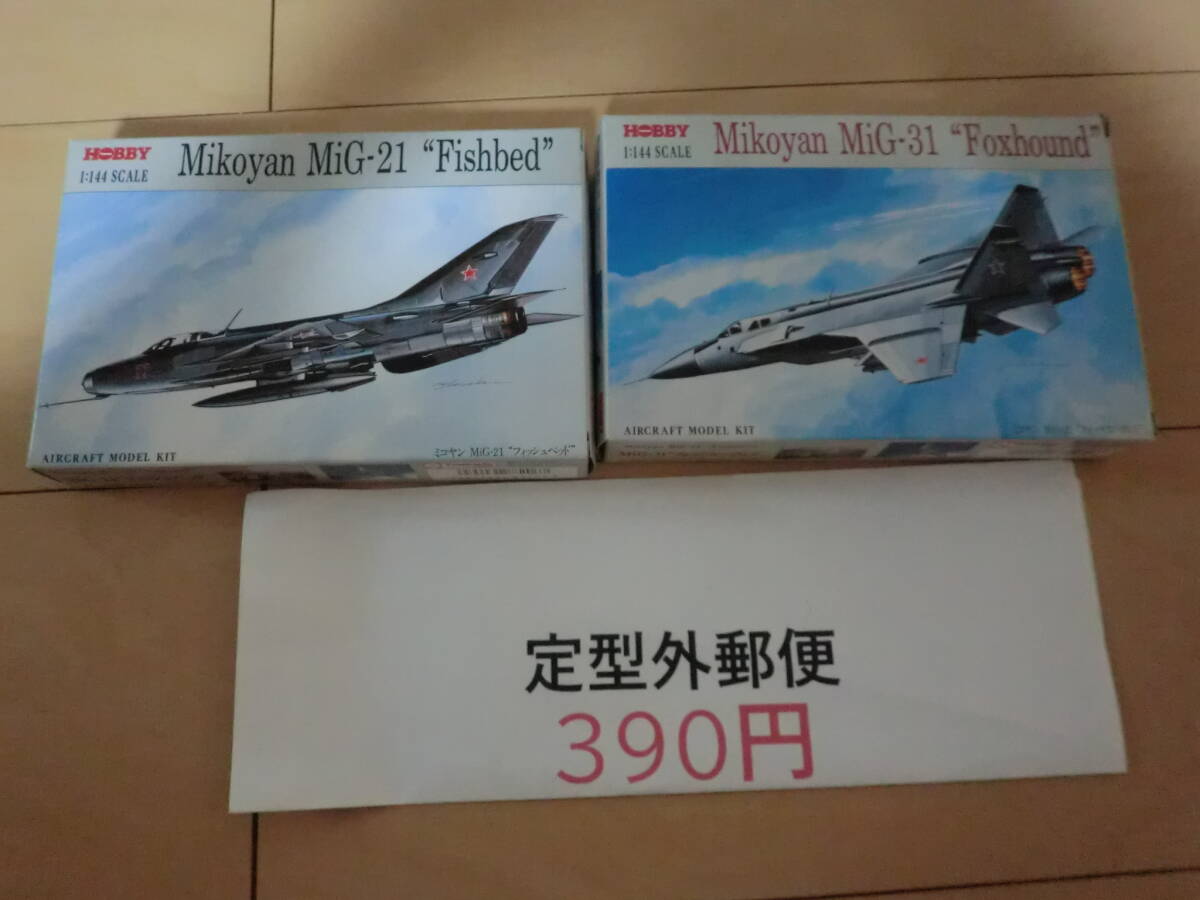 HOBBY
1:144 SCALE
Mikoyan MiG-21 “Fishbed”
AIRCRAFT MODEL KIT
ミコヤン MiG-21 “フィッシュベッド”
HOBBY
1:144 SCALE
Mikoyan MiG-31 “Foxhound”
AIRCRAFT MODEL KIT
定型外郵便
390円